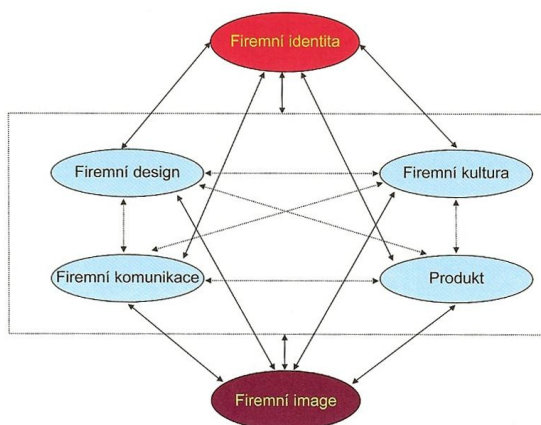 Firemní identita
Firemní design
Firemní kultura
Firemní komunikace
Produkt
Firemní image